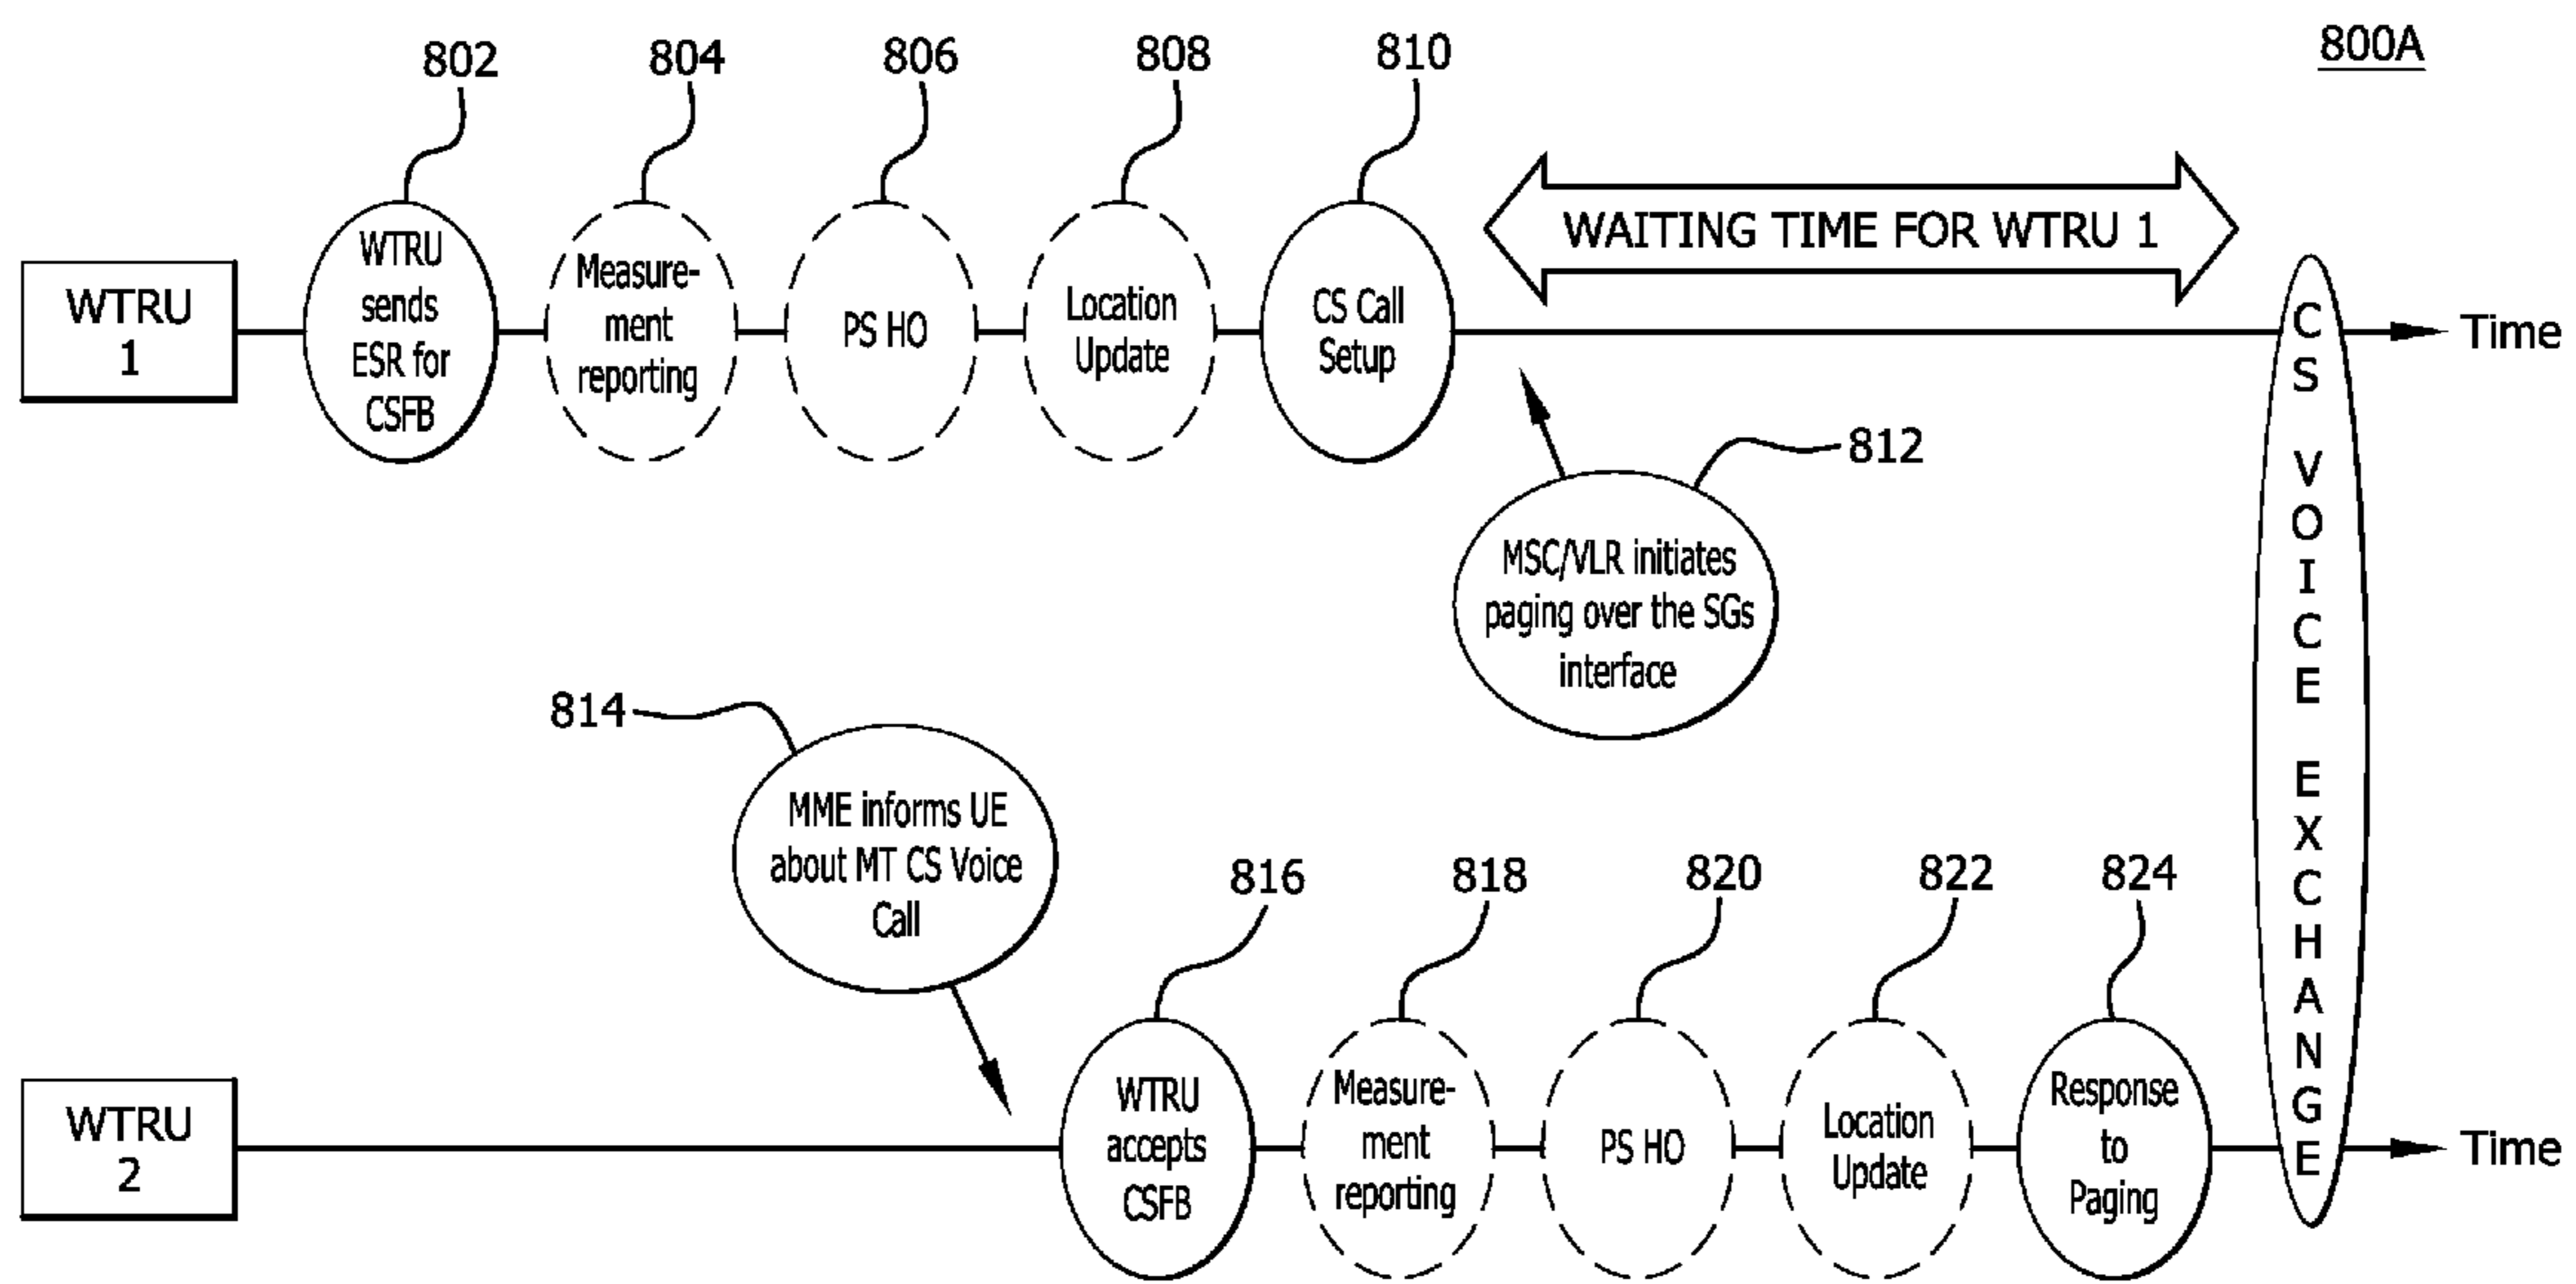 800A
802
804
806
808
810
WAITING TIME FOR WTRU 1
WTRU
1
WTRU
sends
ESR for
CSFB
Measure-
ment
reporting
PS HO
Location
Update
CS Call
Setup
Time
812
MSC/VLR initiates
paging over the SGs
interface
CS VOICE EXCHANGE
814
MME informs UE
about MT CS Voice
Call
816
818
820
822
824
WTRU
2
WTRU
accepts
CSFB
Measure-
ment
reporting
PS HO
Location
Update
Response
to
Paging
Time